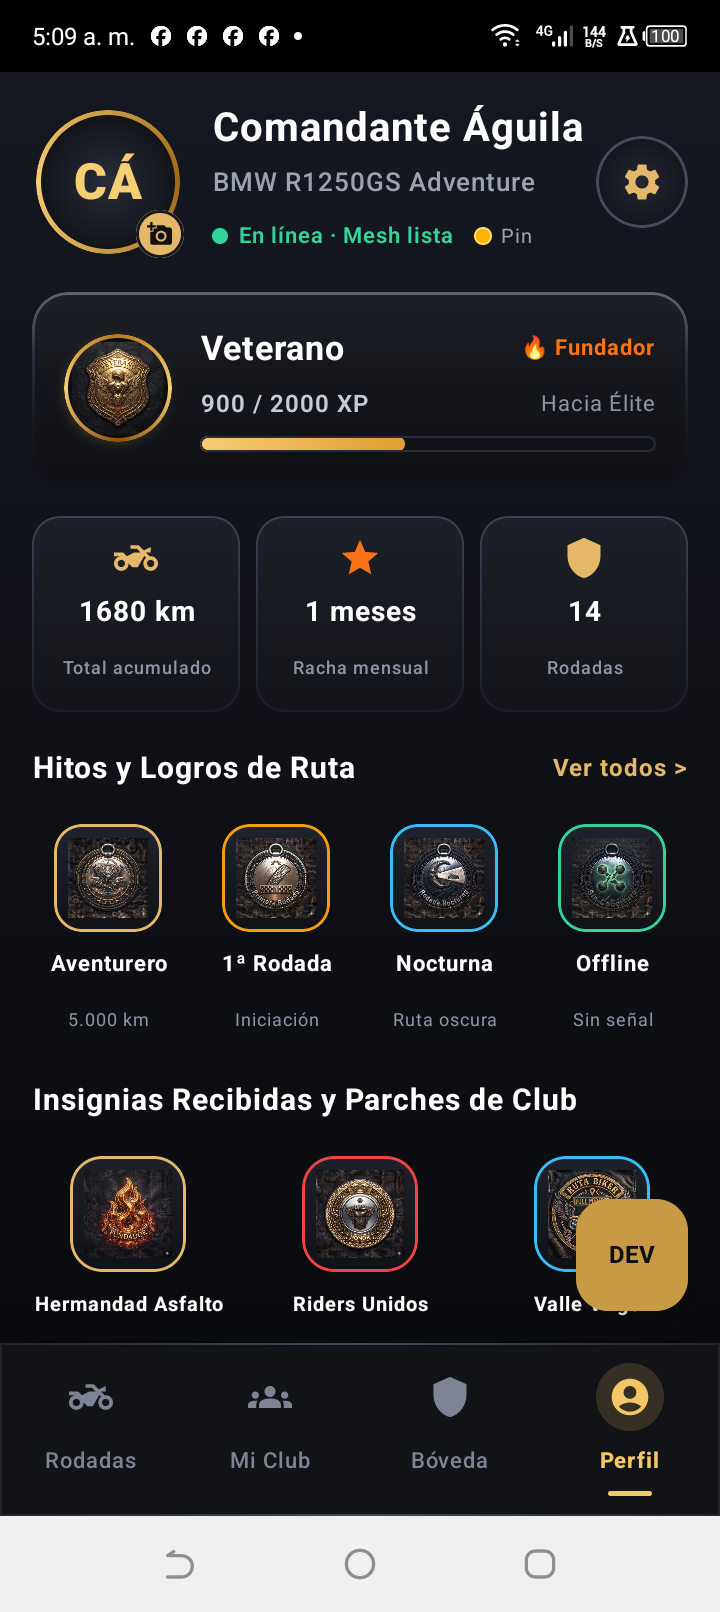 5:09 a. m.
4G 144 B/S 100
CÁ
Comandante Águila
BMW R1250GS Adventure
En línea · Mesh lista Pin
Veterano
🔥 Fundador
900 / 2000 XP
Hacia Élite
1680 km
1 meses
14
Total acumulado
Racha mensual
Rodadas
Hitos y Logros de Ruta
Ver todos >
Aventurero
1ª Rodada
Nocturna
Offline
5.000 km
Iniciación
Ruta oscura
Sin señal
Insignias Recibidas y Parches de Club
FUNDADOR
RUTA BIKER
Hermandad Asfalto
Riders Unidos
Valle
DEV
Rodadas
Mi Club
Bóveda
Perfil